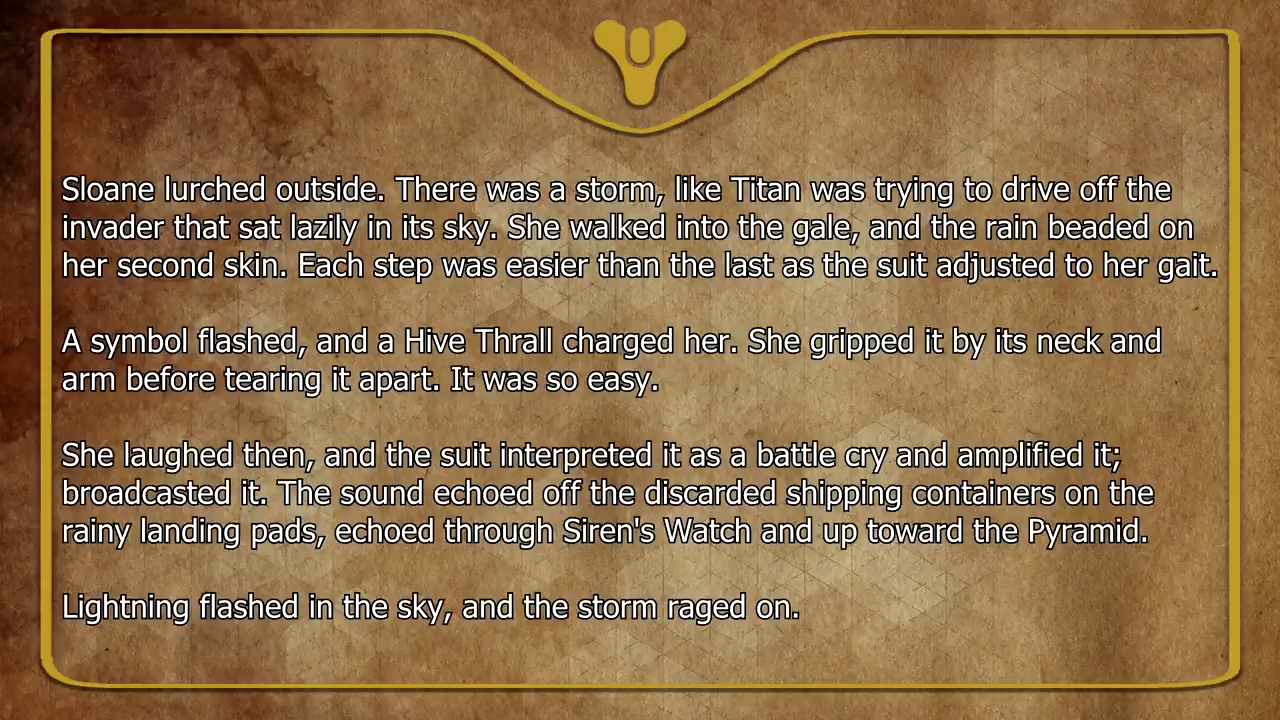 Sloane lurched outside. There was a storm, like Titan was trying to drive off the
invader that sat lazily in its sky. She walked into the gale, and the rain beaded on
her second skin. Each step was easier than the last as the suit adjusted to her gait.
A symbol flashed, and a Hive Thrall charged her. She gripped it by its neck and
arm before tearing it apart. It was so easy.
She laughed then, and the suit interpreted it as a battle cry and amplified it;
broadcasted it. The sound echoed off the discarded shipping containers on the
rainy landing pads, echoed through Siren's Watch and up toward the Pyramid.
Lightning flashed in the sky, and the storm raged on.